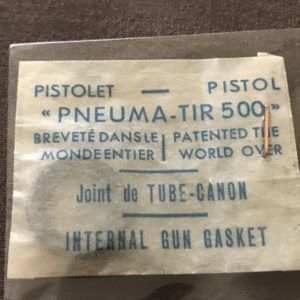 PISTOLET — PISTOL
« PNEUMA-TIR 500 »
BREVETÉ DANS LE | PATENTED THE
MONDE ENTIER | WORLD OVER
Joint de TUBE-CANON
INTERNAL GUN GASKET